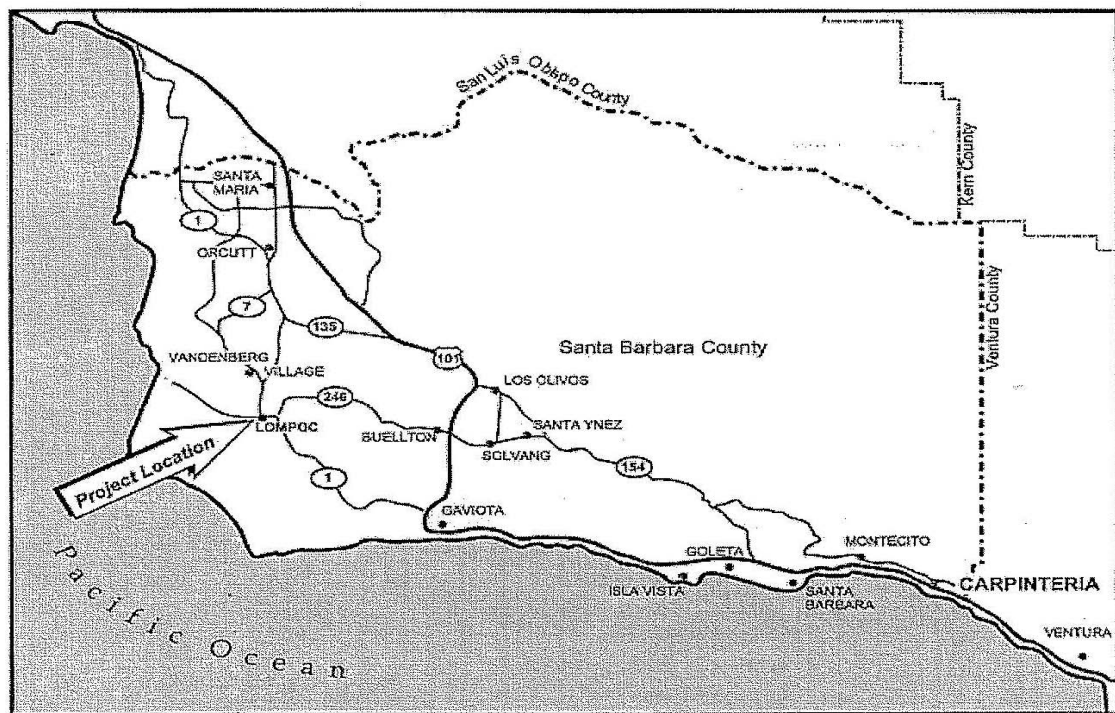 San Luis Obispo County
Kern County
SANTA
MARIA
1
ORCUTT
7
135
VANDENBERG
VILLAGE
101
Santa Barbara County
Ventura County
LOS OLIVOS
246
LOMPOC
BUELLTON
SANTA YNEZ
SOLVANG
Project Location
1
154
GAVIOTA
GOLETA
MONTECITO
ISLA VISTA
SANTA
BARBARA
CARPINTERIA
VENTURA
Pacific Ocean